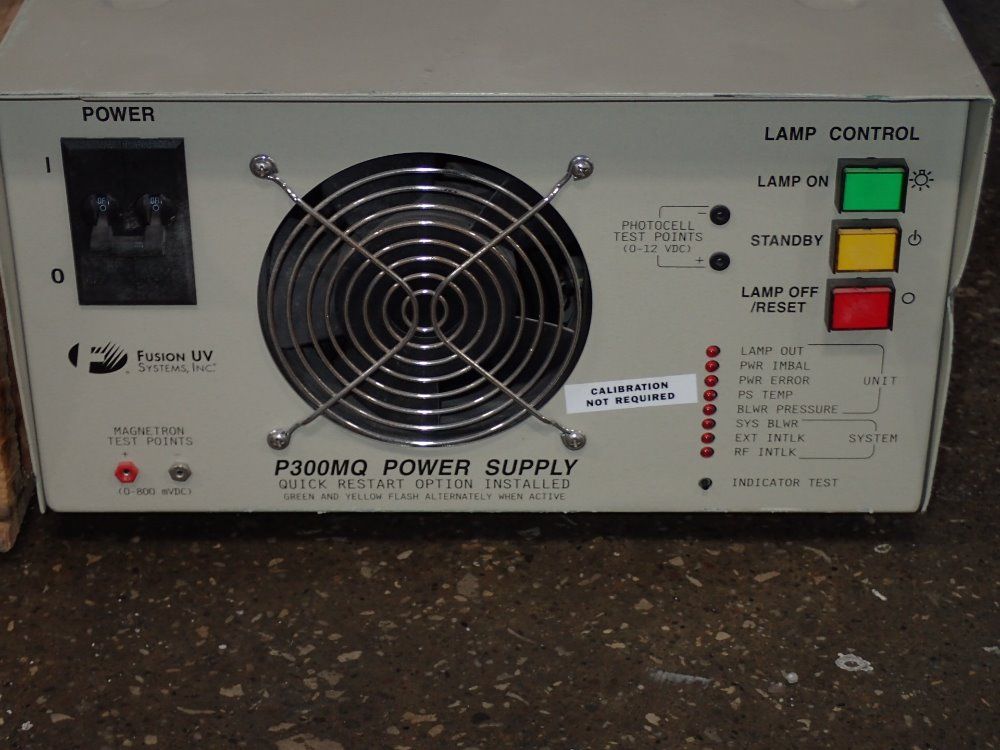 POWER
I
OFF
O
OFF
O
O
FUSION UV
SYSTEMS, INC.
MAGNETRON
TEST POINTS
+ -
(0-800 mVDC)
P300MQ POWER SUPPLY
QUICK RESTART OPTION INSTALLED
GREEN AND YELLOW FLASH ALTERNATELY WHEN ACTIVE
CALIBRATION
NOT REQUIRED
PHOTOCELL
TEST POINTS
(0-12 VDC)
-
+
LAMP CONTROL
LAMP ON
STANDBY
LAMP OFF
/RESET
LAMP OUT
PWR IMBAL
PWR ERROR
PS TEMP
BLWR PRESSURE
UNIT
SYS BLWR
EXT INTLK
RF INTLK
SYSTEM
INDICATOR TEST